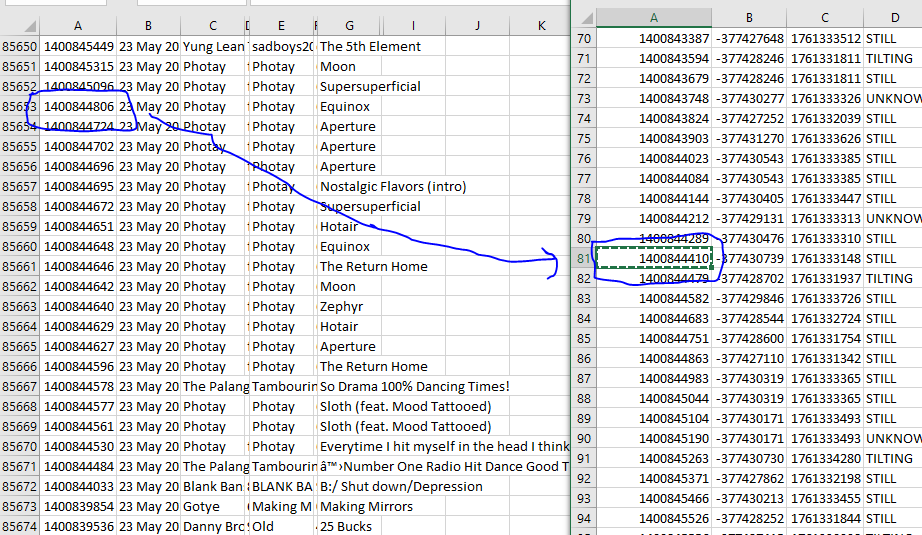 A B C D E F G I J K
85650 1400845449 23 May 20 Yung Lean sadboys20 The 5th Element
85651 1400845315 23 May 20 Photay Photay Moon
85652 1400845096 23 May 20 Photay Photay Supersuperficial
85653 1400844806 23 May 20 Photay Photay Equinox
85654 1400844724 23 May 20 Photay Photay Aperture
85655 1400844702 23 May 20 Photay Photay Aperture
85656 1400844696 23 May 20 Photay Photay Aperture
85657 1400844695 23 May 20 Photay Photay Nostalgic Flavors (intro)
85658 1400844672 23 May 20 Photay Photay Supersuperficial
85659 1400844651 23 May 20 Photay Photay Hotair
85660 1400844648 23 May 20 Photay Photay Equinox
85661 1400844646 23 May 20 Photay Photay The Return Home
85662 1400844642 23 May 20 Photay Photay Moon
85663 1400844640 23 May 20 Photay Photay Zephyr
85664 1400844629 23 May 20 Photay Photay Hotair
85665 1400844627 23 May 20 Photay Photay Aperture
85666 1400844596 23 May 20 Photay Photay The Return Home
85667 1400844578 23 May 20 The Palang Tambourin So Drama 100% Dancing Times!
85668 1400844577 23 May 20 Photay Photay Sloth (feat. Mood Tattooed)
85669 1400844561 23 May 20 Photay Photay Sloth (feat. Mood Tattooed)
85670 1400844530 23 May 20 Photay Photay Everytime I hit myself in the head I think
85671 1400844484 23 May 20 The Palang Tambourin â™›Number One Radio Hit Dance Good T
85672 1400844033 23 May 20 Blank Ban BLANK BA B:/ Shut down/Depression
85673 1400839854 23 May 20 Gotye Making M Making Mirrors
85674 1400839536 23 May 20 Danny Bro Old 25 Bucks
A B C D
70 1400843387 -377427648 1761333512 STILL
71 1400843594 -377428246 1761331811 TILTING
72 1400843679 -377428246 1761331811 STILL
73 1400843748 -377430277 1761333326 UNKNOW
74 1400843824 -377427252 1761332039 STILL
75 1400843903 -377431270 1761333626 STILL
76 1400844023 -377430543 1761333385 STILL
77 1400844084 -377430543 1761333385 STILL
78 1400844144 -377430405 1761333447 STILL
79 1400844212 -377429131 1761333313 UNKNOW
80 1400844289 -377430476 1761333310 STILL
81 1400844410 -377430739 1761333148 STILL
82 1400844479 -377428702 1761331937 TILTING
83 1400844582 -377429846 1761333726 STILL
84 1400844683 -377428544 1761332724 STILL
85 1400844751 -377428600 1761331754 STILL
86 1400844863 -377427110 1761331342 STILL
87 1400844983 -377430319 1761333365 STILL
88 1400845044 -377430319 1761333365 STILL
89 1400845104 -377430171 1761333493 STILL
90 1400845190 -377430171 1761333493 UNKNOW
91 1400845263 -377430730 1761334280 TILTING
92 1400845371 -377427862 1761332198 STILL
93 1400845466 -377430213 1761333455 STILL
94 1400845526 -377428252 1761331844 STILL